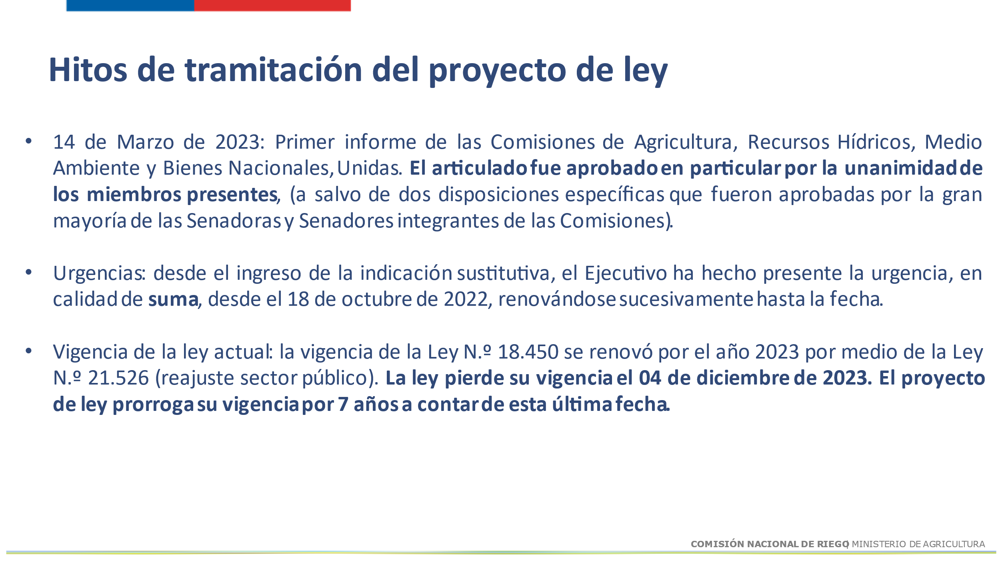 Hitos de tramitación del proyecto de ley
• 14 de Marzo de 2023: Primer informe de las Comisiones de Agricultura, Recursos Hídricos, Medio
Ambiente y Bienes Nacionales, Unidas. El articulado fue aprobado en particular por la unanimidad de
los miembros presentes, (a salvo de dos disposiciones específicas que fueron aprobadas por la gran
mayoría de las Senadoras y Senadores integrantes de las Comisiones).
• Urgencias: desde el ingreso de la indicación sustitutiva, el Ejecutivo ha hecho presente la urgencia, en
calidad de suma, desde el 18 de octubre de 2022, renovándose sucesivamente hasta la fecha.
• Vigencia de la ley actual: la vigencia de la Ley N.º 18.450 se renovó por el año 2023 por medio de la Ley
N.º 21.526 (reajuste sector público). La ley pierde su vigencia el 04 de diciembre de 2023. El proyecto
de ley prorroga su vigencia por 7 años a contar de esta última fecha.
COMISIÓN NACIONAL DE RIEGO | MINISTERIO DE AGRICULTURA